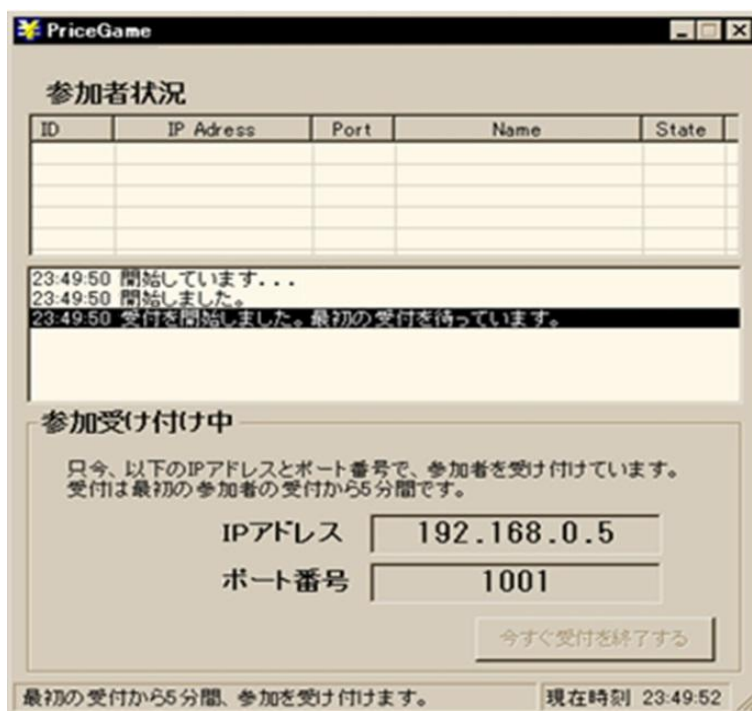 PriceGame
参加者状況
ID IP Adress Port Name State
23:49:50 開始しています...
23:49:50 開始しました。
23:49:50 受付を開始しました。最初の受付を待っています。
参加受け付け中
只今、以下のIPアドレスとポート番号で、参加者を受け付けています。
受付は最初の参加者の受付から5分間です。
IPアドレス 192.168.0.5
ポート番号 1001
今すぐ受付を終了する
最初の受付から5分間、参加を受け付けます。 現在時刻 23:49:52